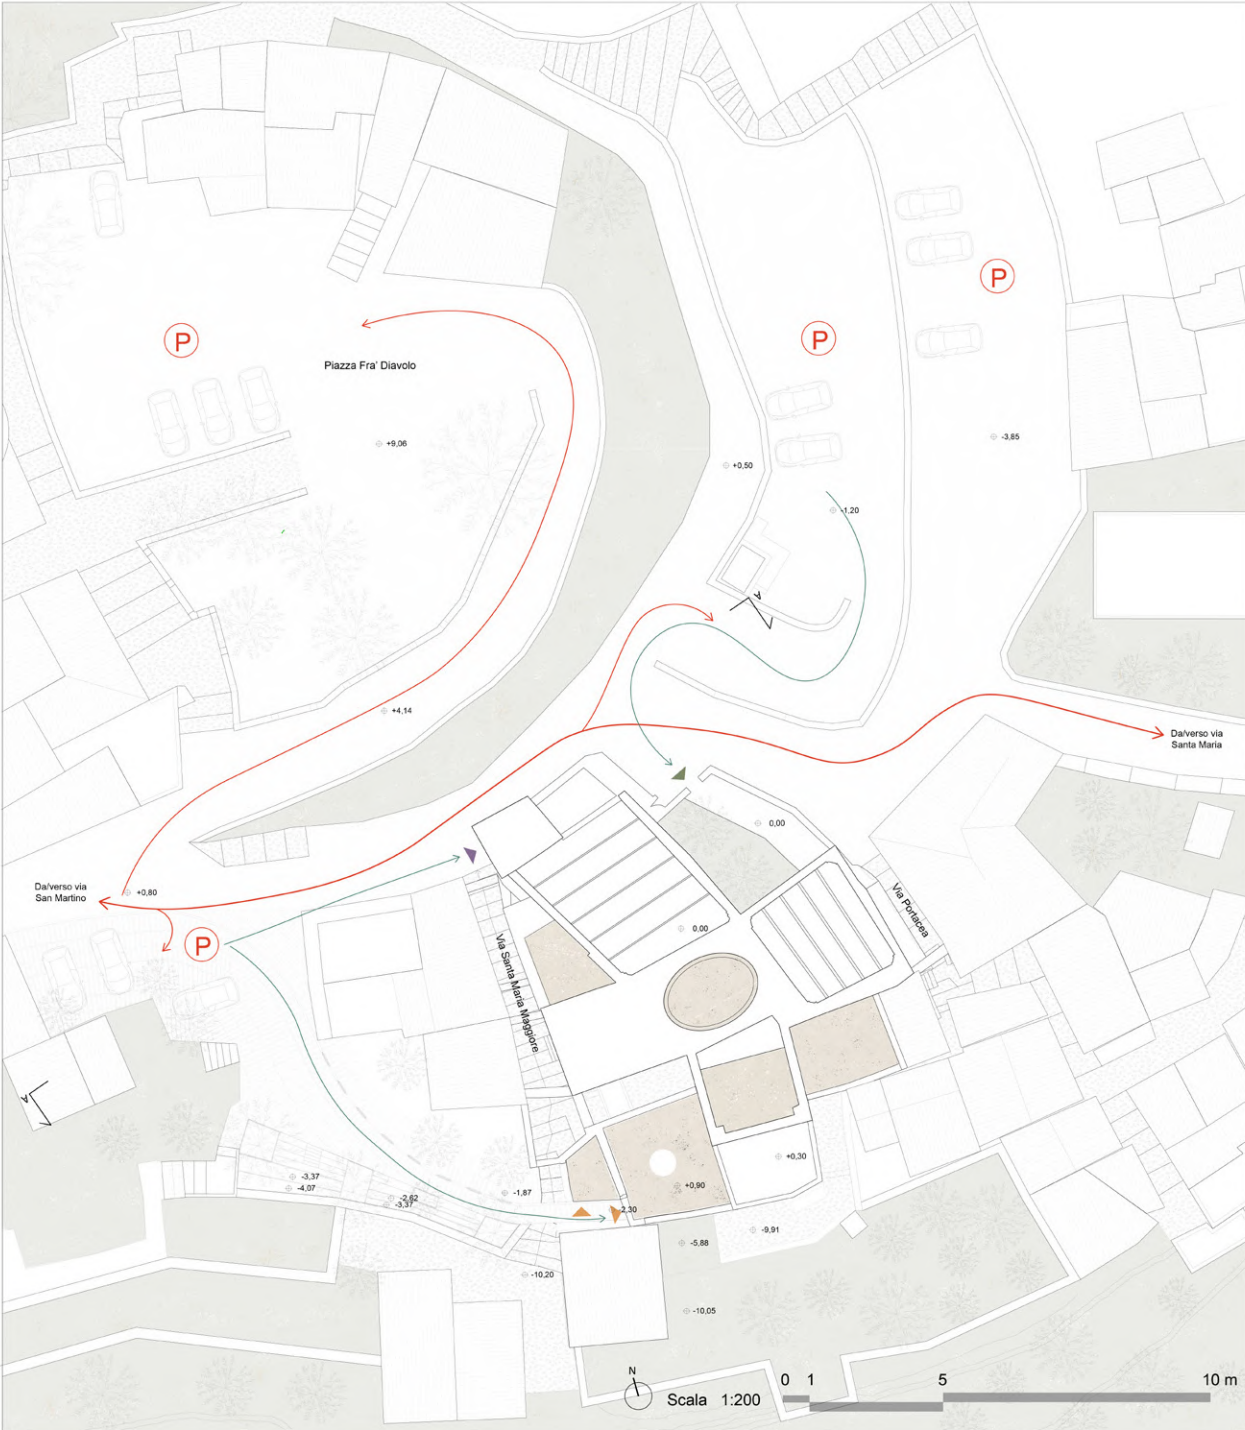 P
P
P
Piazza Fra' Diavolo
-3,85
+9,06
+0,50
-1,20
A
+4,14
Da/verso via
Santa Maria
0,00
Da/verso via
San Martino
+0,80
Via Portacea
0,00
P
Via Santa Maria Maggiore
A
+0,30
-3,37
-4,07
-2,62
-3,37
-1,87
+0,90
-2,30
-9,91
-5,88
-10,20
-10,05
N
Scala 1:200
0 1 5 10 m